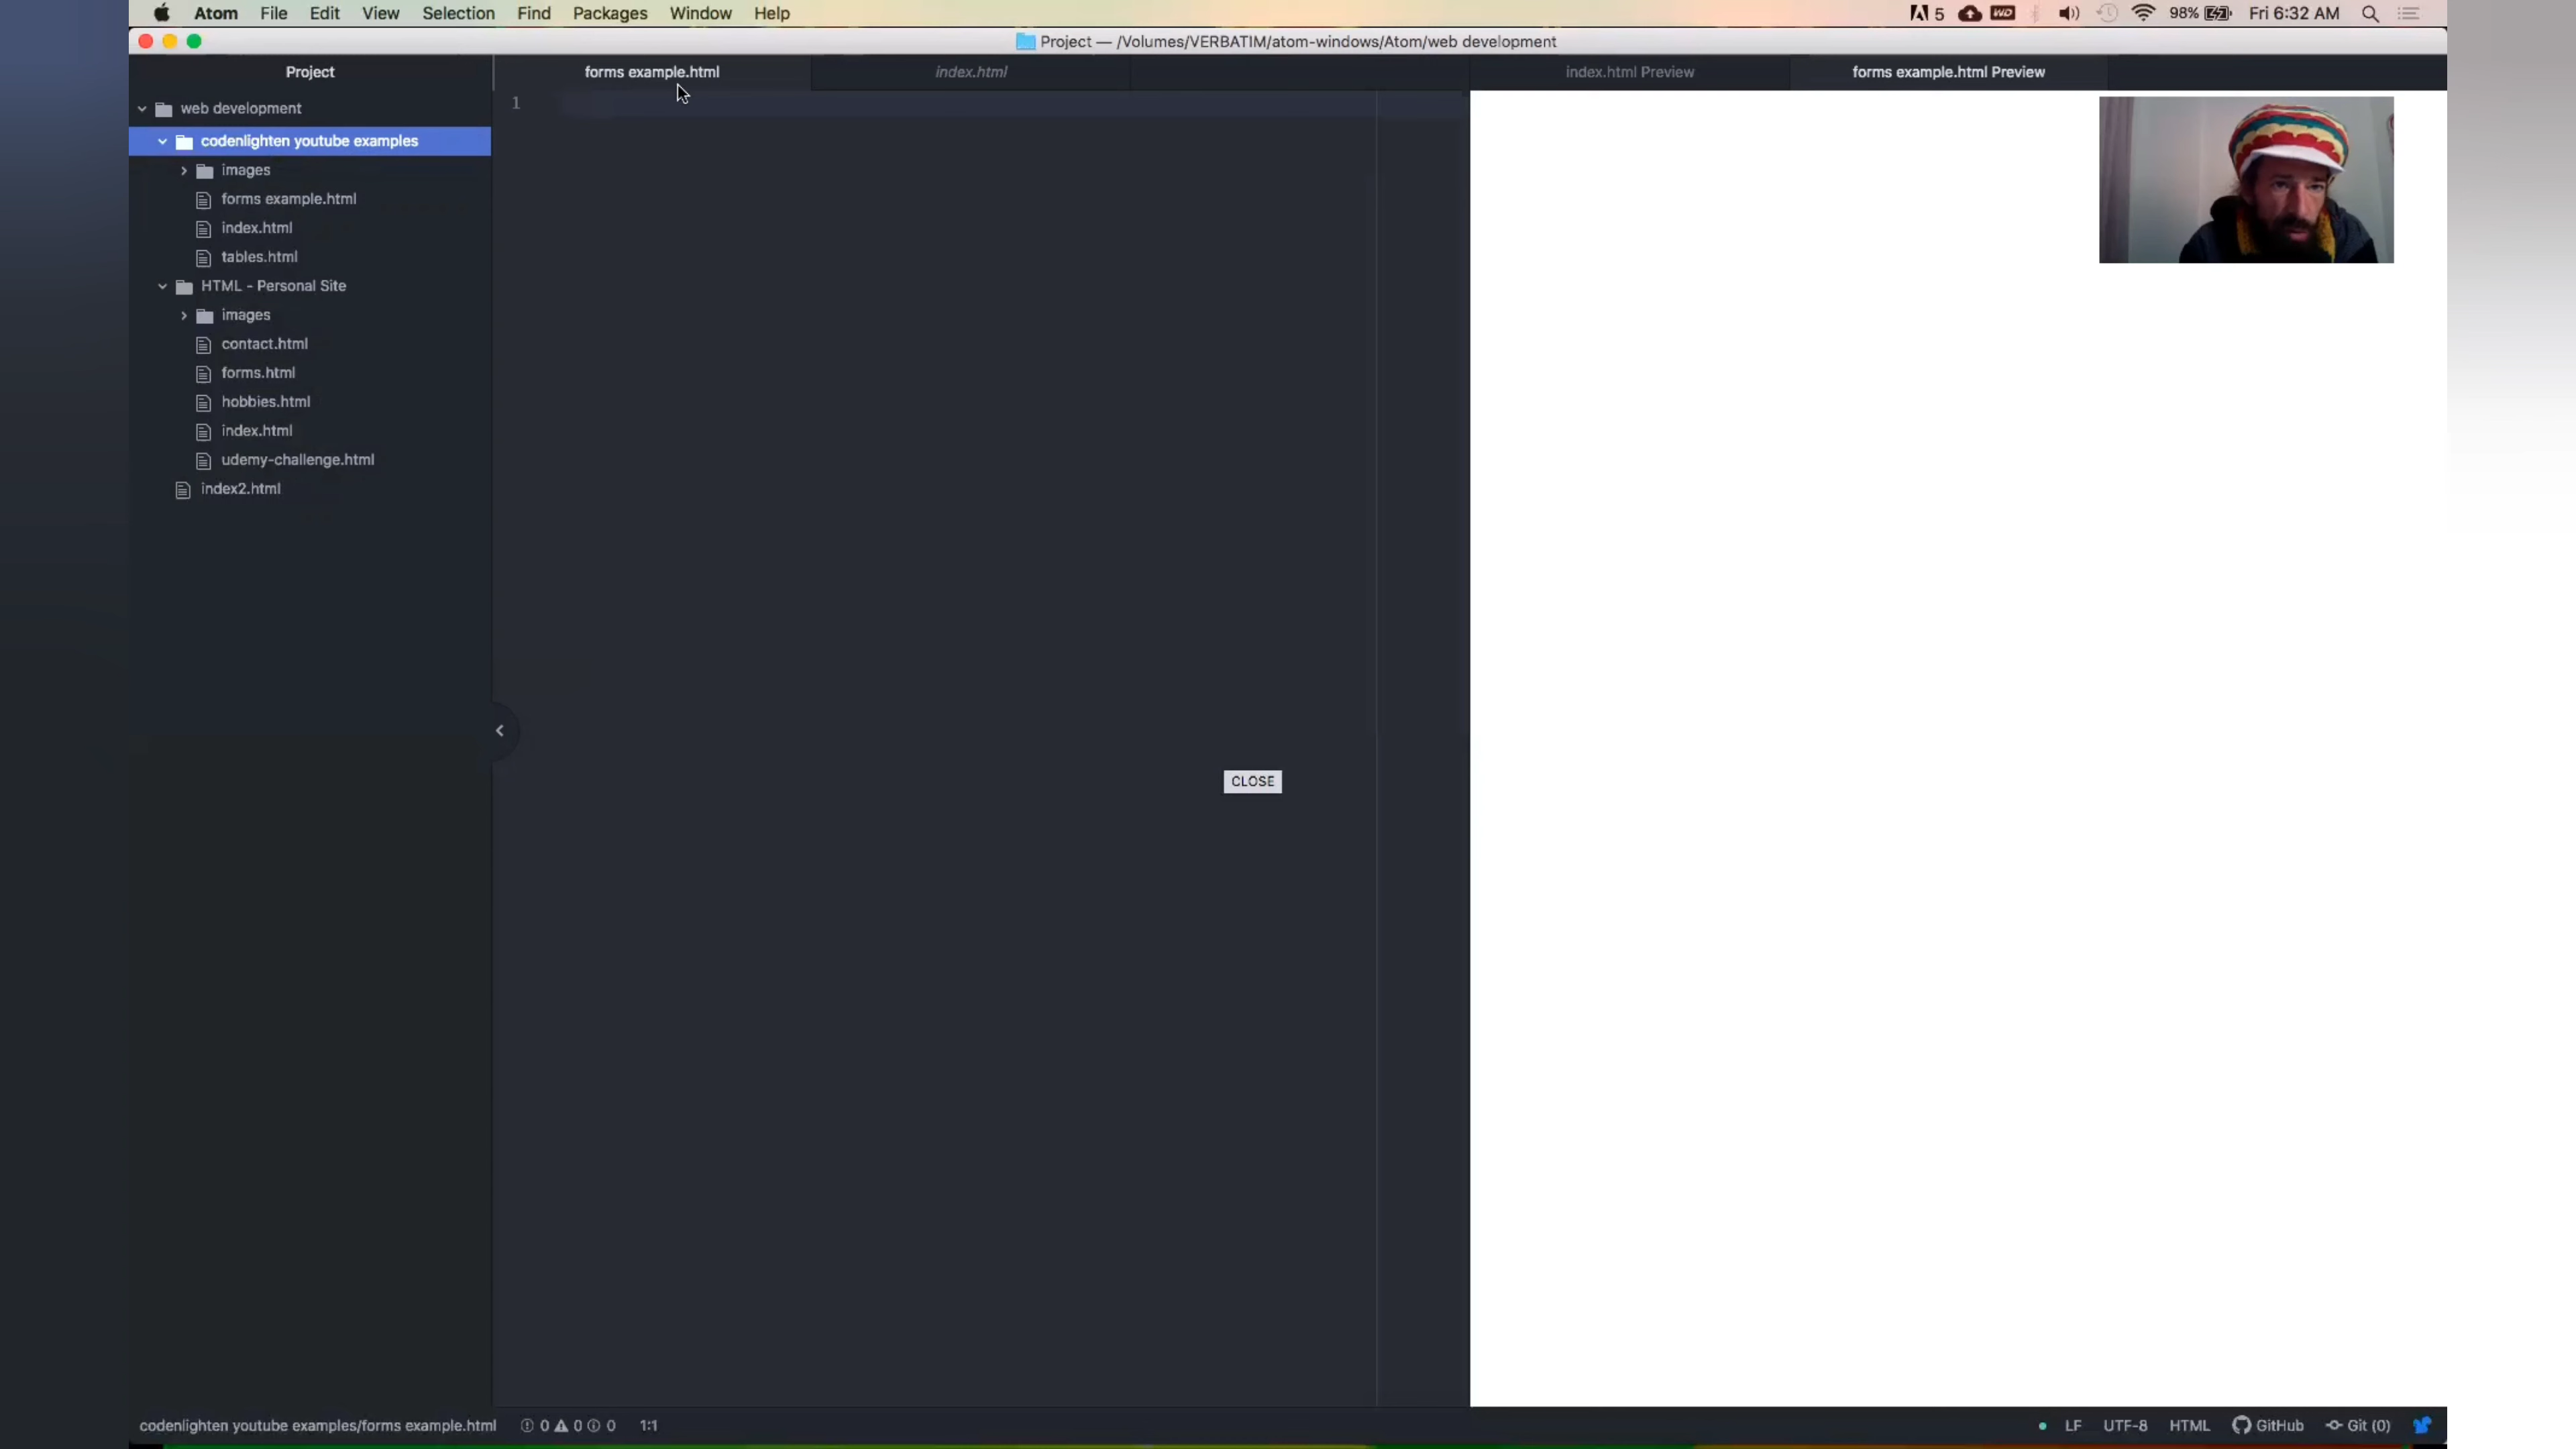 Atom File Edit View Selection Find Packages Window Help 5 WD 98% Fri 6:32 AM
Project — /Volumes/VERBATIM/atom-windows/Atom/web development
Project
forms example.html
index.html
index.html Preview
forms example.html Preview
web development
codenlighten youtube examples
images
forms example.html
index.html
tables.html
HTML - Personal Site
images
contact.html
forms.html
hobbies.html
index.html
udemy-challenge.html
index2.html
1
CLOSE
codenlighten youtube examples/forms example.html 0 0 0 1:1 LF UTF-8 HTML GitHub Git (0)